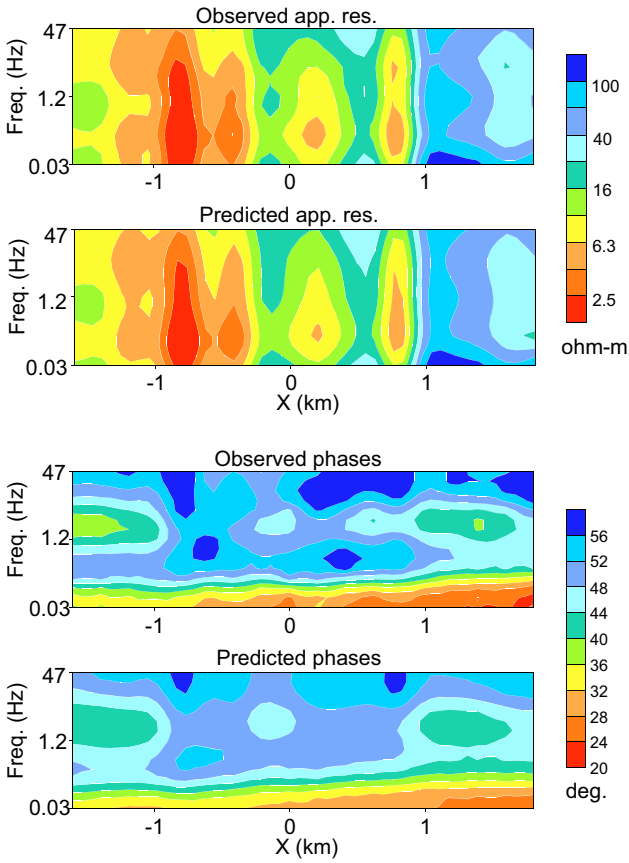 Observed app. res.
Freq. (Hz)
47
1.2
0.03
-1 0 1
Predicted app. res.
Freq. (Hz)
47
1.2
0.03
-1 0 1
X (km)
100
40
16
6.3
2.5
ohm-m
Observed phases
Freq. (Hz)
47
1.2
0.03
-1 0 1
Predicted phases
Freq. (Hz)
47
1.2
0.03
-1 0 1
X (km)
56
52
48
44
40
36
32
28
24
20
deg.